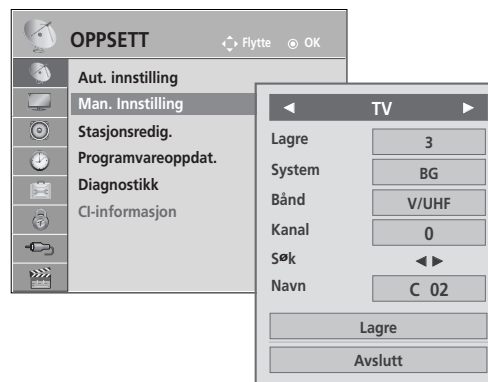 OPPSETT
Flytte OK
Aut. innstilling
Man. Innstilling
Stasjonsredig.
Programvareoppdat.
Diagnostikk
CI-informasjon
TV
Lagre 3
System BG
Bånd V/UHF
Kanal 0
Søk
Navn C 02
Lagre
Avslutt